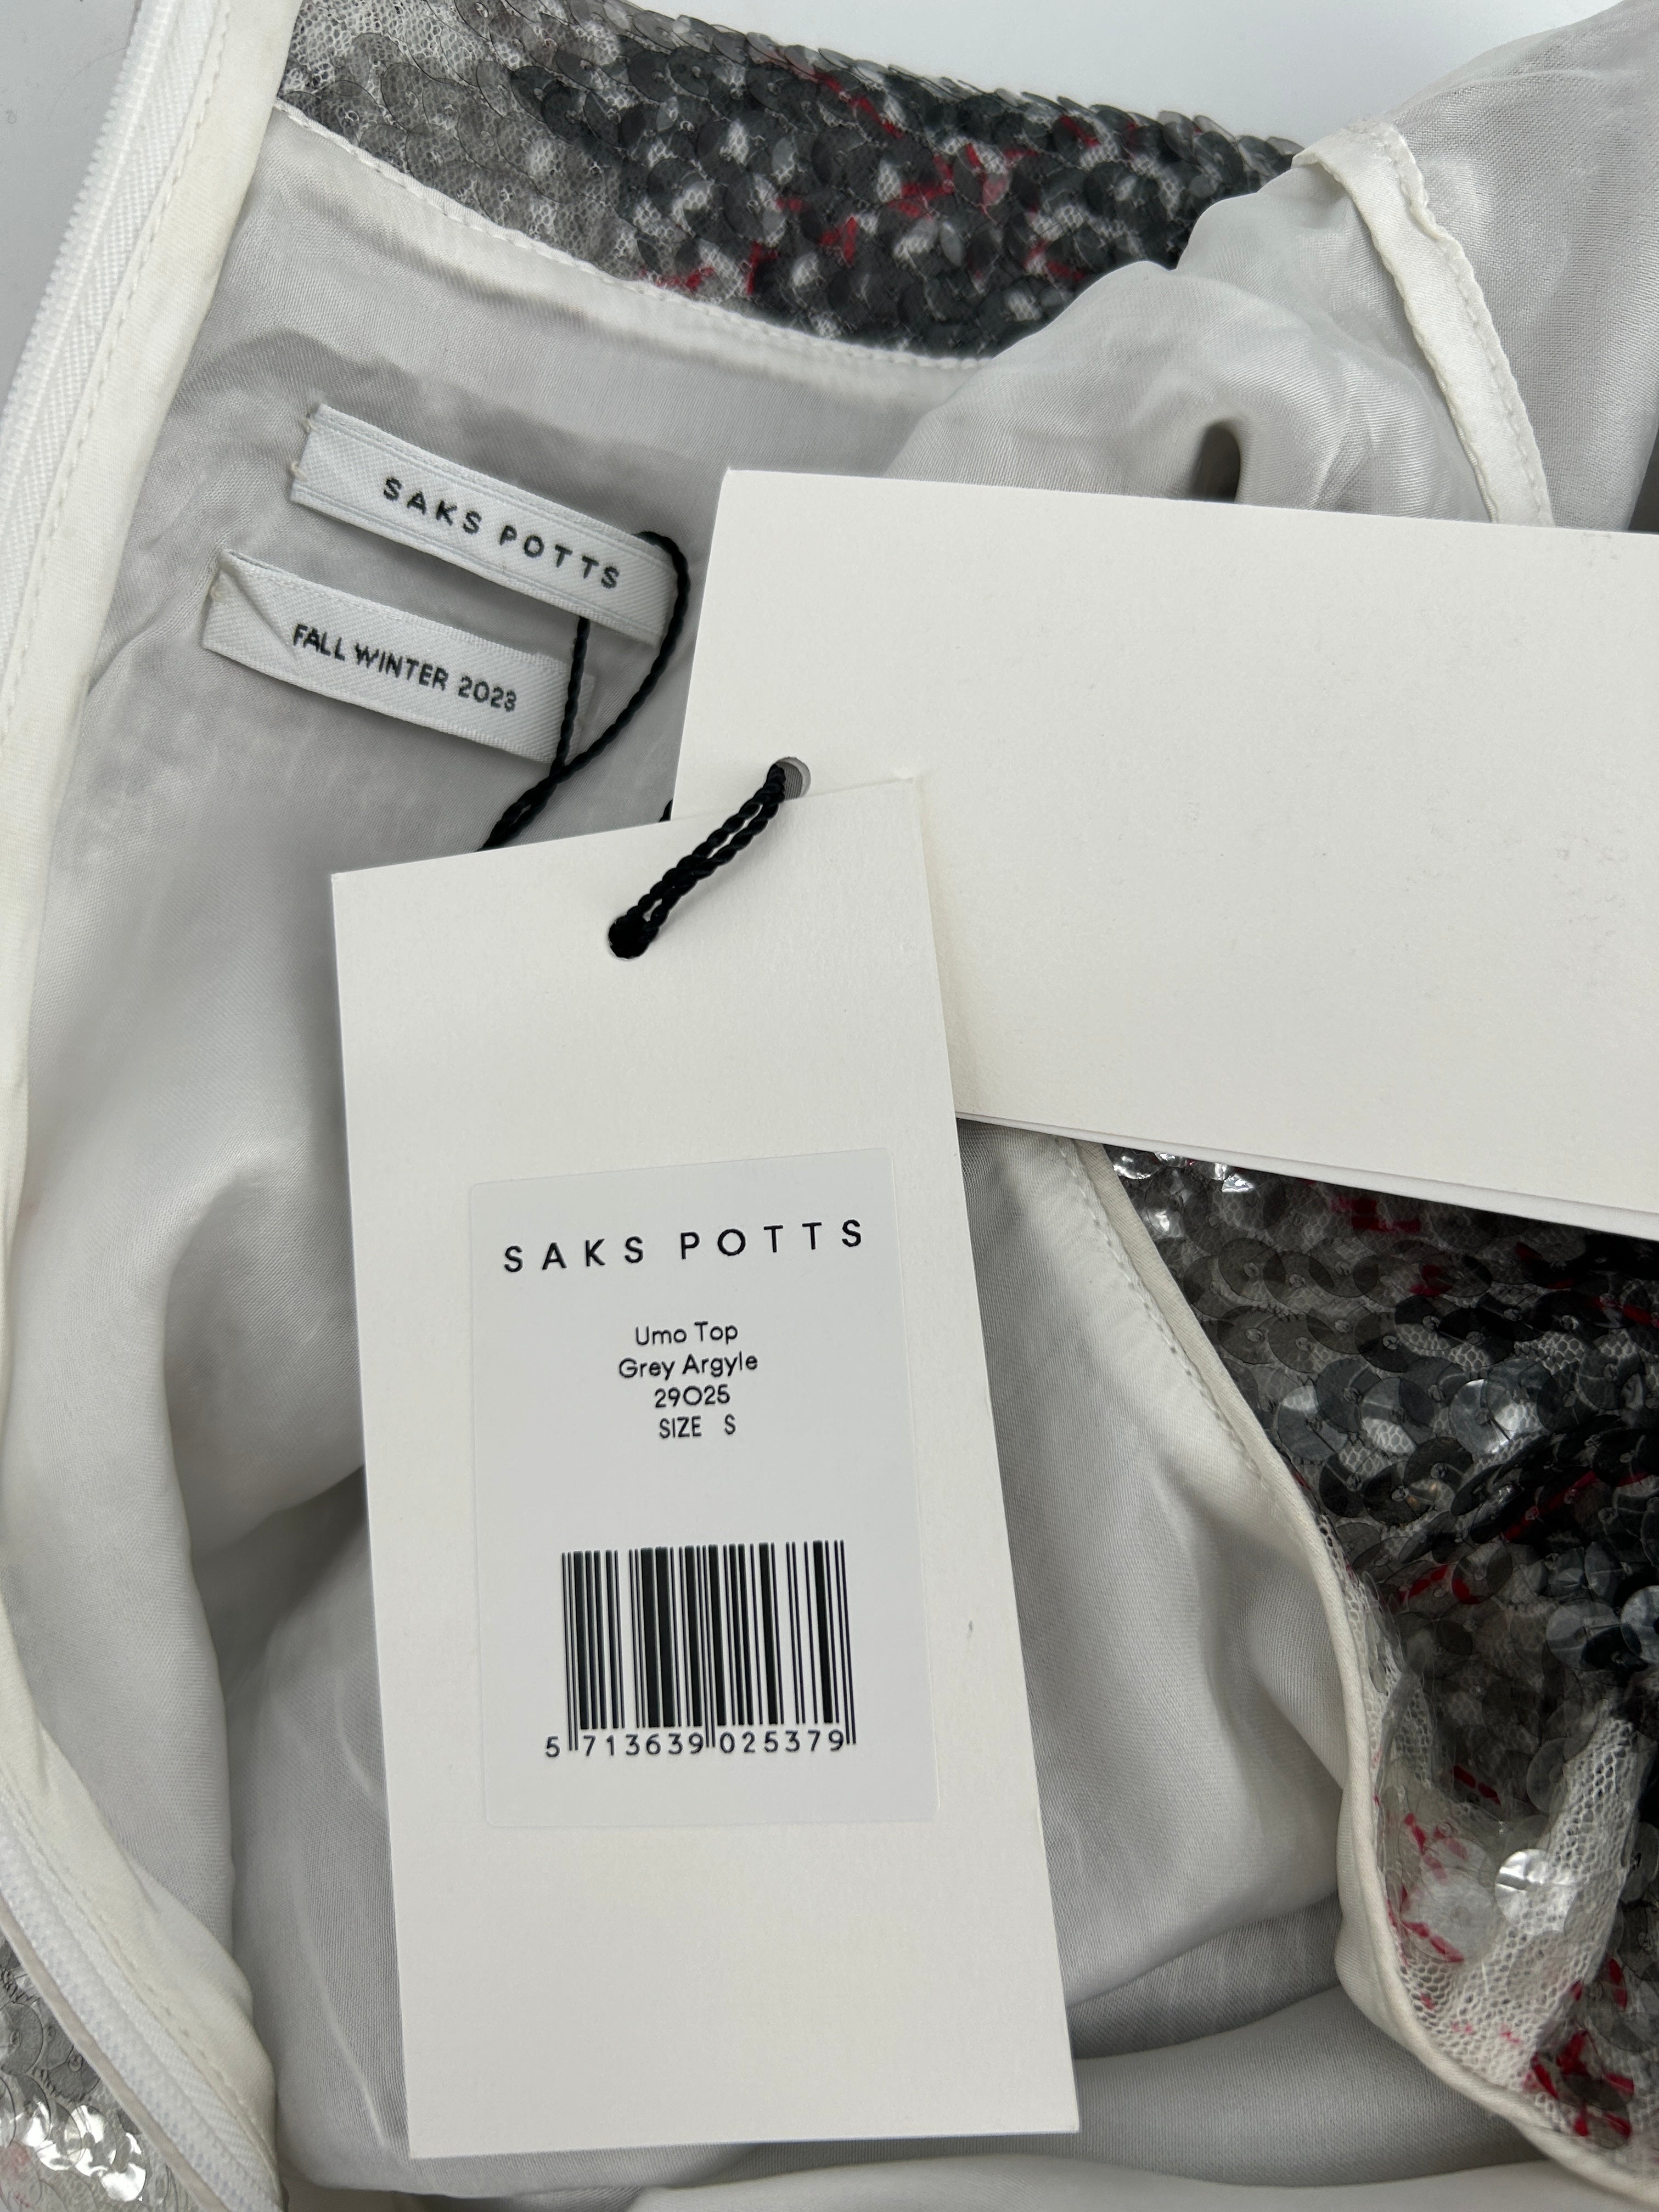 SAKS POTTS
FALL WINTER 2023
SAKS POTTS
Umo Top
Grey Argyle
29025
SIZE S
5 713639 025379